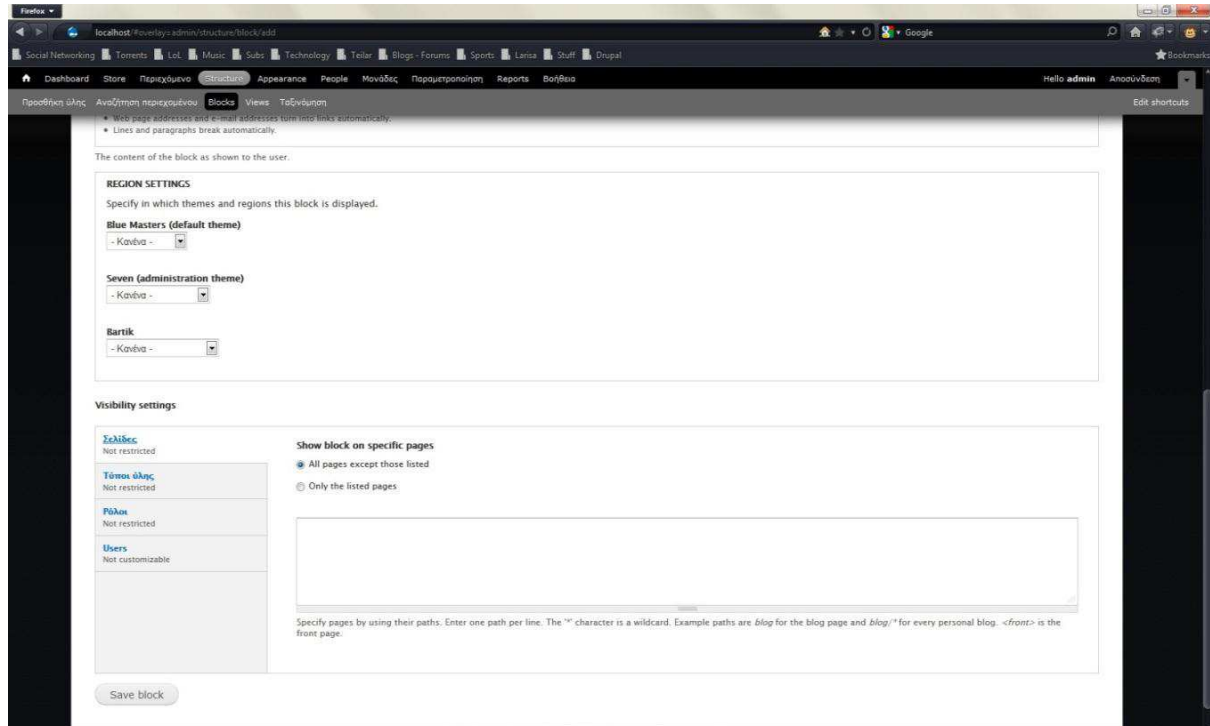 Firefox
localhost/#overlay=admin/structure/block/add
Google
Social Networking Torrents LoL Music Subs Technology Teilar Blogs - Forums Sports Larisa Stuff Drupal Bookmarks
Dashboard Store Περιεχόμενο Structure Appearance People Μονάδες Παραμετροποίηση Reports Βοήθεια Hello admin Αποσύνδεση
Προσθήκη ύλης Αναζήτηση περιεχομένου Blocks Views Ταξινόμηση Edit shortcuts
• Web page addresses and e-mail addresses turn into links automatically.
• Lines and paragraphs break automatically.
The content of the block as shown to the user.
REGION SETTINGS
Specify in which themes and regions this block is displayed.
Blue Masters (default theme)
- Κανένα -
Seven (administration theme)
- Κανένα -
Bartik
- Κανένα -
Visibility settings
Σελίδες
Not restricted
Τύποι ύλης
Not restricted
Ρόλοι
Not restricted
Users
Not customizable
Show block on specific pages
All pages except those listed
Only the listed pages
Specify pages by using their paths. Enter one path per line. The '*' character is a wildcard. Example paths are blog for the blog page and blog/* for every personal blog. <front> is the
front page.
Save block